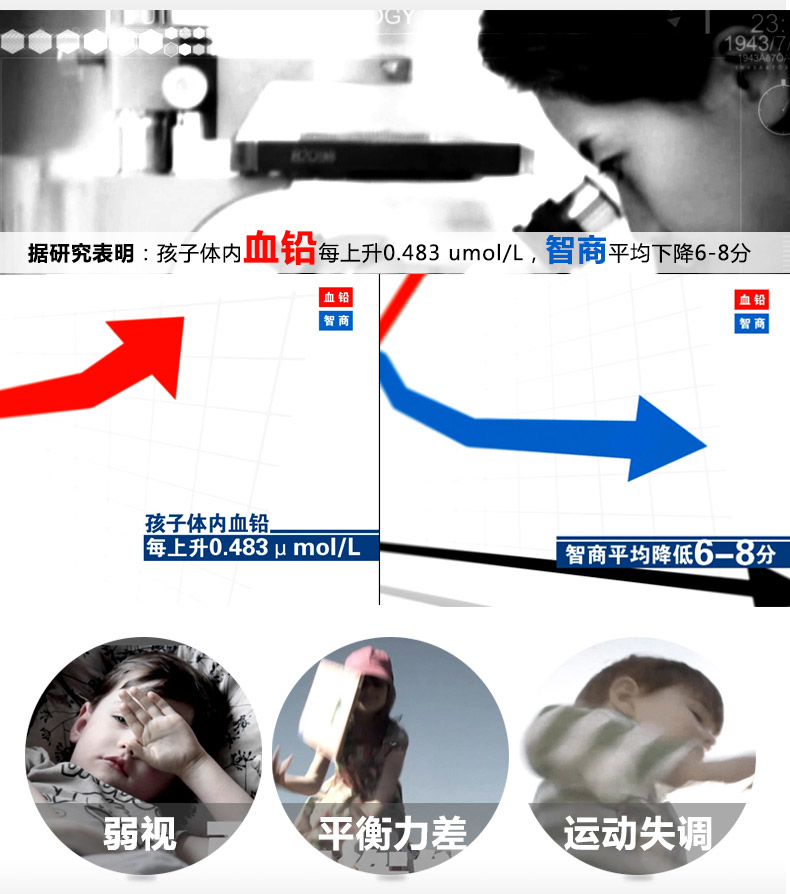 OGY
23:
1943/7/
1943A67O/
B2098
据研究表明：孩子体内血铅每上升0.483 umol/L，智商平均下降6-8分
血铅
智商
血铅
智商
孩子体内血铅
每上升0.483 μ mol/L
智商平均降低6-8分
弱视
平衡力差
运动失调